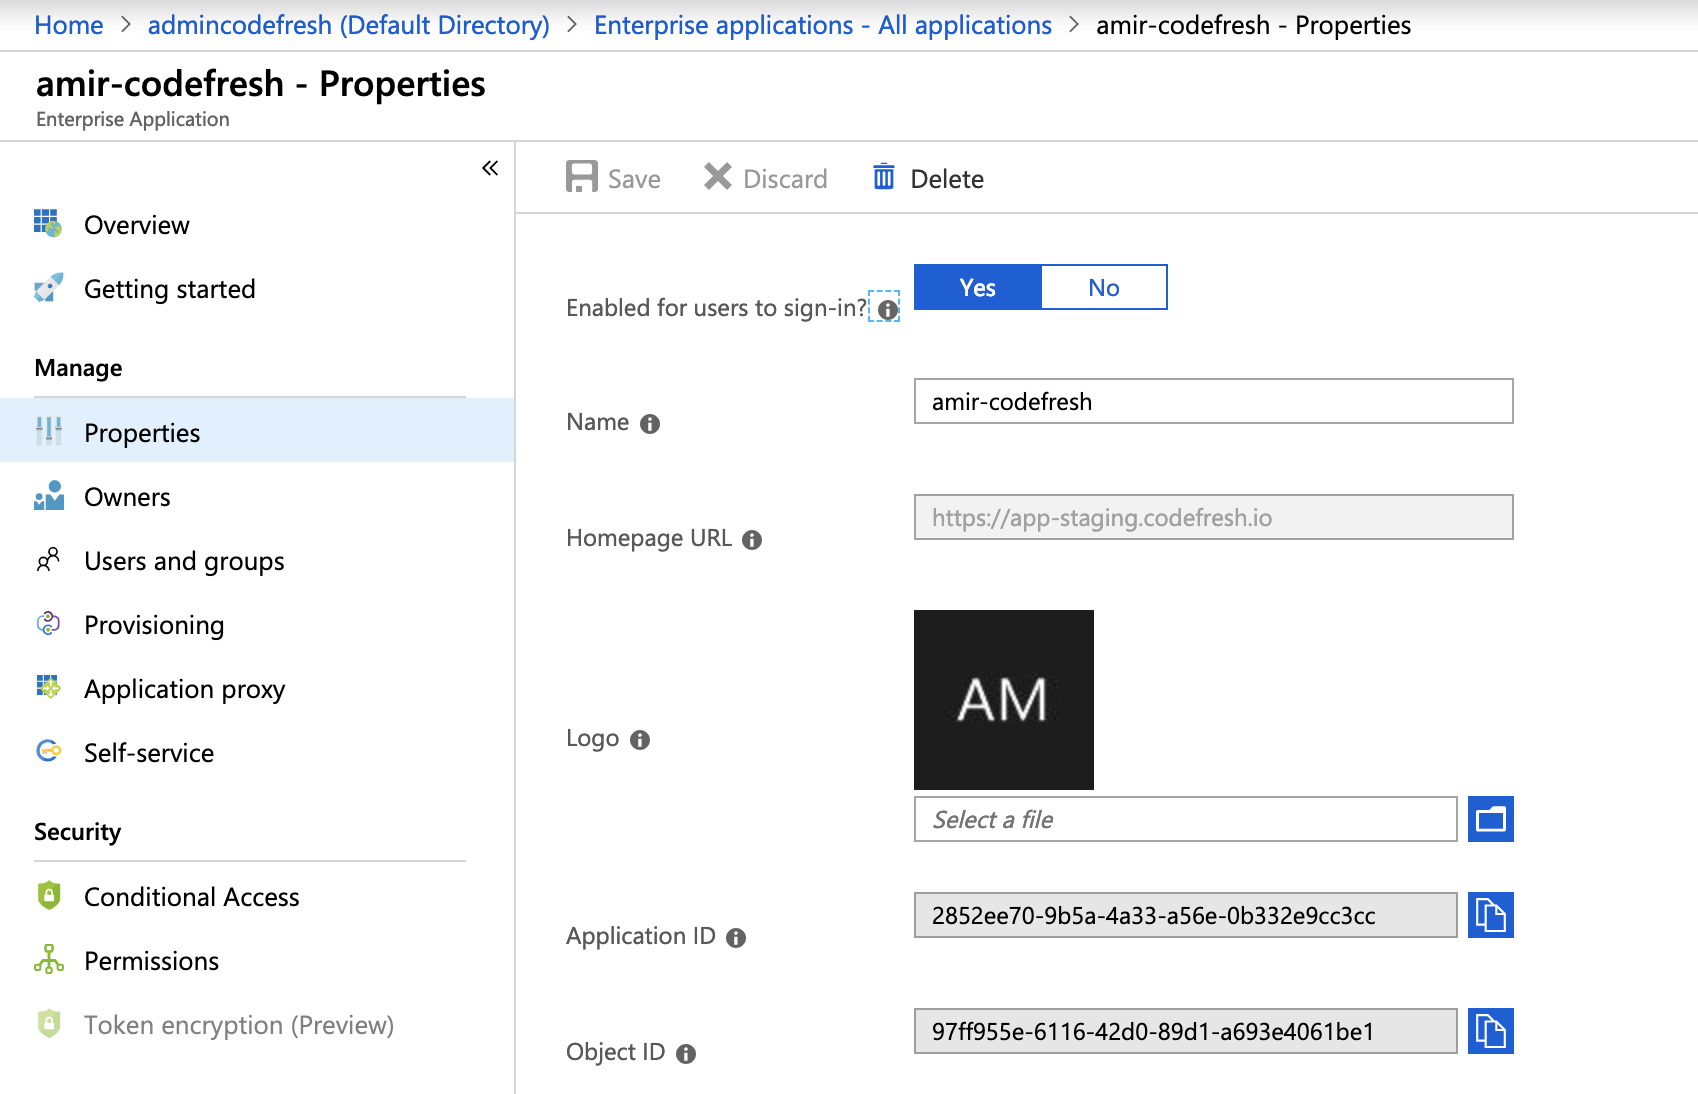 Home > admincodefresh (Default Directory) > Enterprise applications - All applications > amir-codefresh - Properties
amir-codefresh - Properties
Enterprise Application
«
Overview
Getting started
Manage
Properties
Owners
Users and groups
Provisioning
Application proxy
Self-service
Security
Conditional Access
Permissions
Token encryption (Preview)
Save Discard Delete
Enabled for users to sign-in? Yes No
Name amir-codefresh
Homepage URL https://app-staging.codefresh.io
AM
Logo
Select a file
Application ID 2852ee70-9b5a-4a33-a56e-0b332e9cc3cc
Object ID 97ff955e-6116-42d0-89d1-a693e4061be1